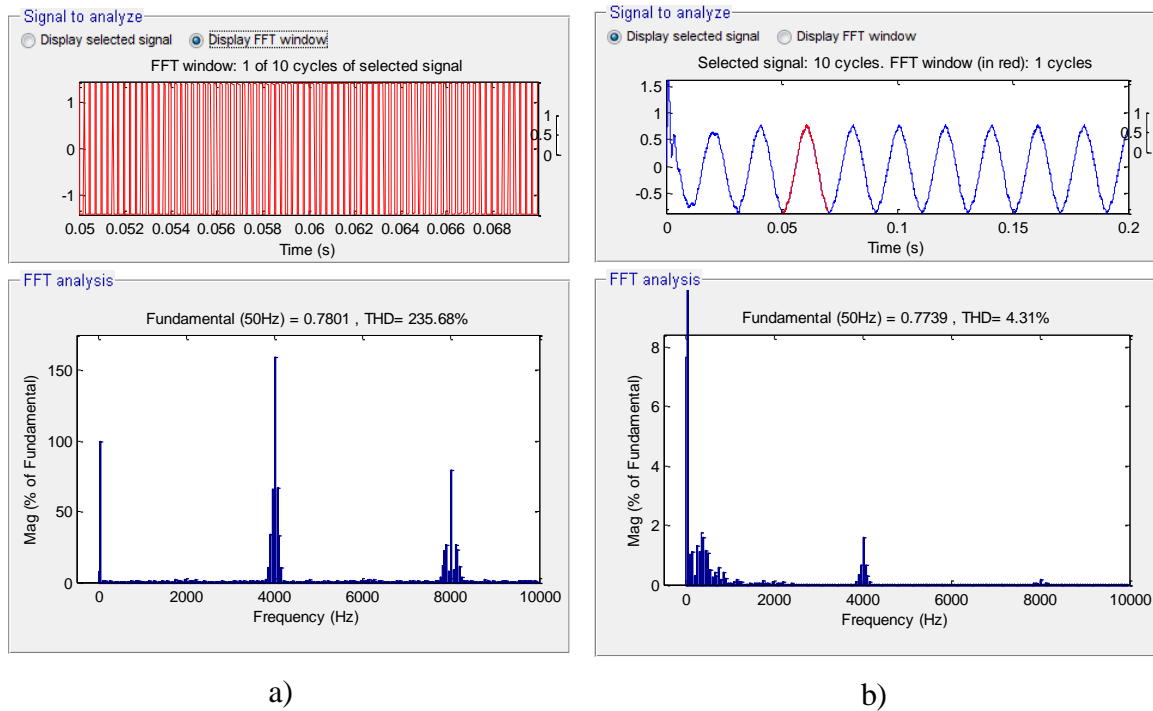 Signal to analyze
Display selected signal Display FFT window
FFT window: 1 of 10 cycles of selected signal
1
0
-1
0.05 0.052 0.054 0.056 0.058 0.06 0.062 0.064 0.066 0.068
Time (s)
1
0.5
0
FFT analysis
Fundamental (50Hz) = 0.7801 , THD= 235.68%
150
100
50
0
Mag (% of Fundamental)
0 2000 4000 6000 8000 10000
Frequency (Hz)
a)
Signal to analyze
Display selected signal Display FFT window
Selected signal: 10 cycles. FFT window (in red): 1 cycles
1.5
1
0.5
0
-0.5
0 0.05 0.1 0.15 0.2
Time (s)
1
0.5
0
FFT analysis
Fundamental (50Hz) = 0.7739 , THD= 4.31%
8
6
4
2
0
Mag (% of Fundamental)
0 2000 4000 6000 8000 10000
Frequency (Hz)
b)